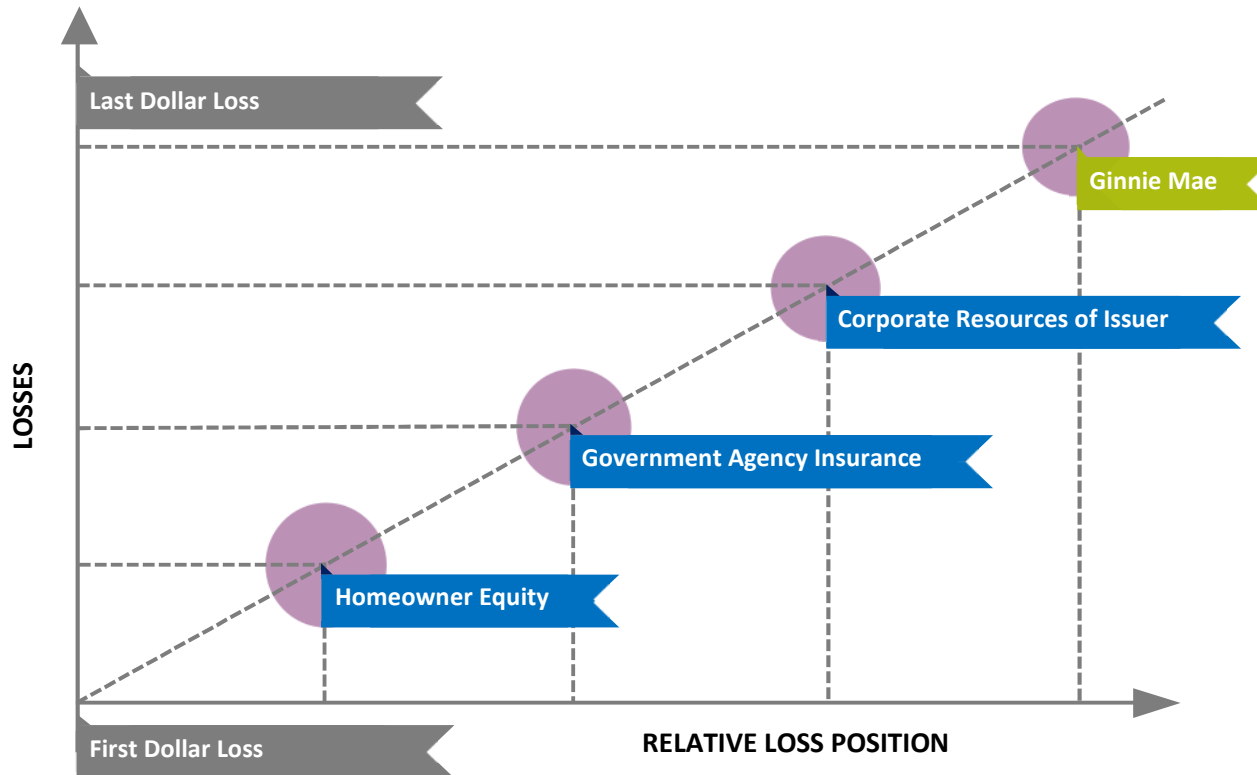 Last Dollar Loss
Ginnie Mae
Corporate Resources of Issuer
Government Agency Insurance
Homeowner Equity
LOSSES
First Dollar Loss
RELATIVE LOSS POSITION